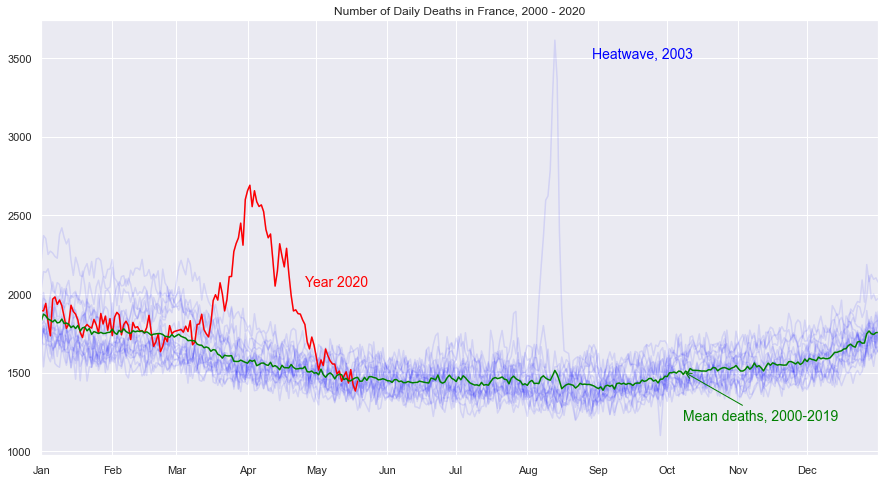 Number of Daily Deaths in France, 2000 - 2020
3500
3000
2500
2000
1500
1000
Heatwave, 2003
Year 2020
Mean deaths, 2000-2019
Jan Feb Mar Apr May Jun Jul Aug Sep Oct Nov Dec